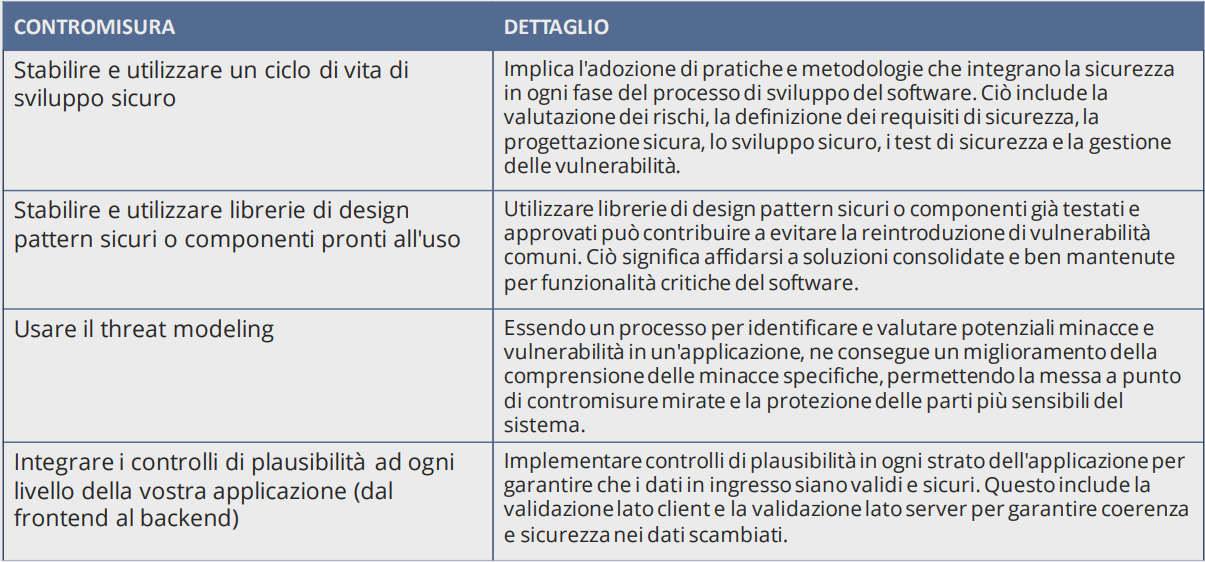 CONTROMISURA
DETTAGLIO
Stabilire e utilizzare un ciclo di vita di
sviluppo sicuro
Implica l'adozione di pratiche e metodologie che integrano la sicurezza
in ogni fase del processo di sviluppo del software. Ciò include la
valutazione dei rischi, la definizione dei requisiti di sicurezza, la
progettazione sicura, lo sviluppo sicuro, i test di sicurezza e la gestione
delle vulnerabilità.
Stabilire e utilizzare librerie di design
pattern sicuri o componenti pronti all'uso
Utilizzare librerie di design pattern sicuri o componenti già testati e
approvati può contribuire a evitare la reintroduzione di vulnerabilità
comuni. Ciò significa affidarsi a soluzioni consolidate e ben mantenute
per funzionalità critiche del software.
Usare il threat modeling
Essendo un processo per identificare e valutare potenziali minacce e
vulnerabilità in un'applicazione, ne consegue un miglioramento della
comprensione delle minacce specifiche, permettendo la messa a punto
di contromisure mirate e la protezione delle parti più sensibili del
sistema.
Integrare i controlli di plausibilità ad ogni
livello della vostra applicazione (dal
frontend al backend)
Implementare controlli di plausibilità in ogni strato dell'applicazione per
garantire che i dati in ingresso siano validi e sicuri. Questo include la
validazione lato client e la validazione lato server per garantire coerenza
e sicurezza nei dati scambiati.